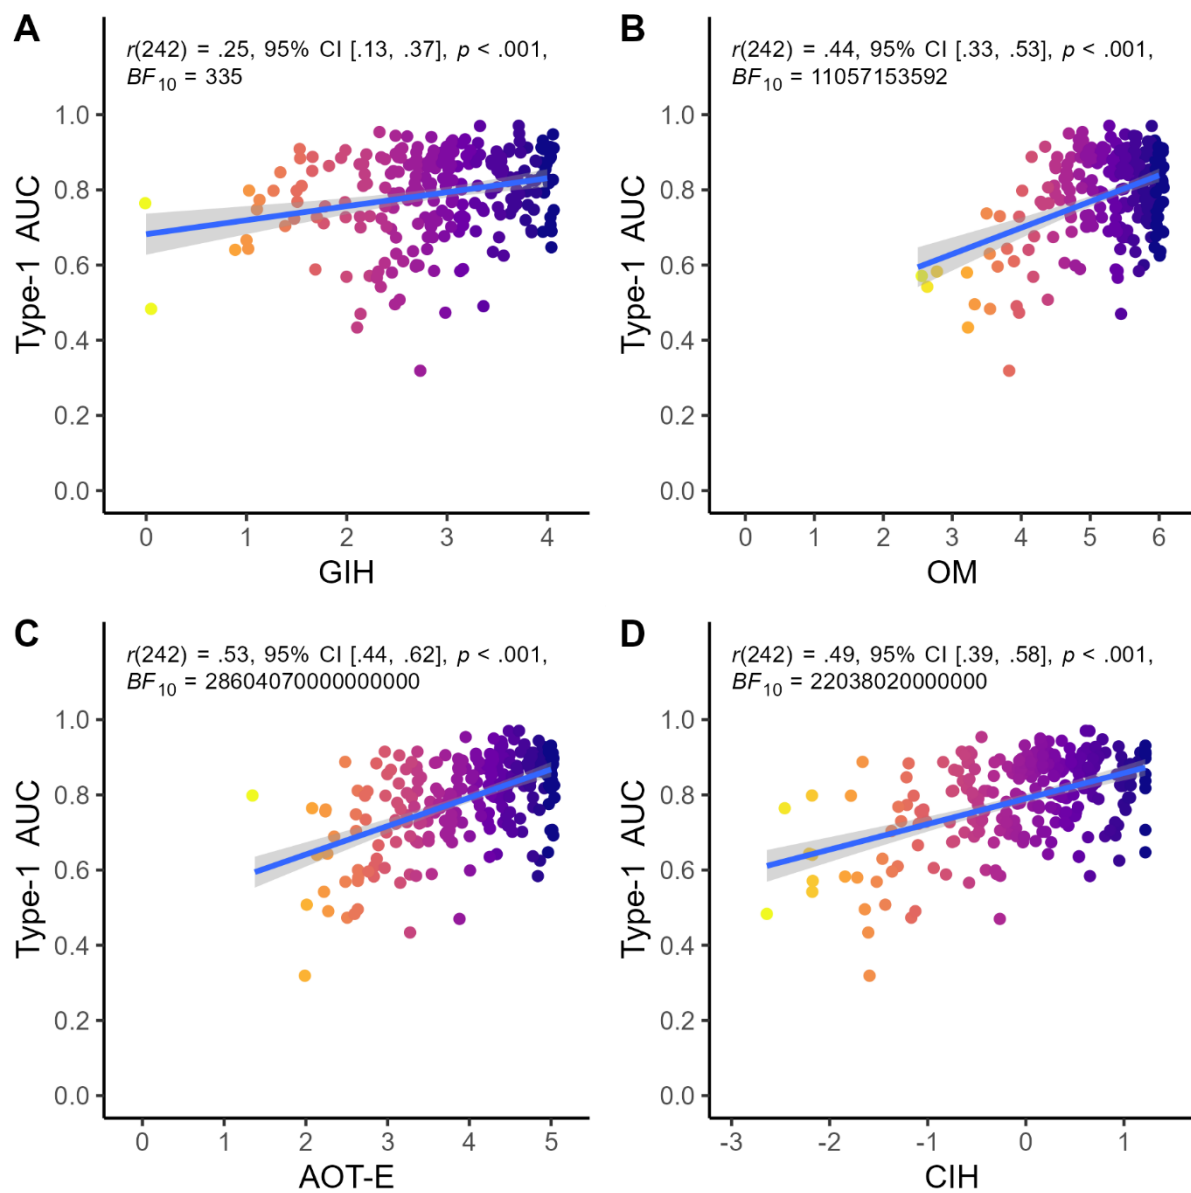 A
r(242) = .25, 95% CI [.13, .37], p < .001,
BF10 = 335
1.0
0.8
0.6
0.4
0.2
0.0
Type-1 AUC
0 1 2 3 4
GIH
B
r(242) = .44, 95% CI [.33, .53], p < .001,
BF10 = 11057153592
1.0
0.8
0.6
0.4
0.2
0.0
Type-1 AUC
0 1 2 3 4 5 6
OM
C
r(242) = .53, 95% CI [.44, .62], p < .001,
BF10 = 28604070000000000
1.0
0.8
0.6
0.4
0.2
0.0
Type-1 AUC
0 1 2 3 4 5
AOT-E
D
r(242) = .49, 95% CI [.39, .58], p < .001,
BF10 = 22038020000000
1.0
0.8
0.6
0.4
0.2
0.0
Type-1 AUC
-3 -2 -1 0 1
CIH